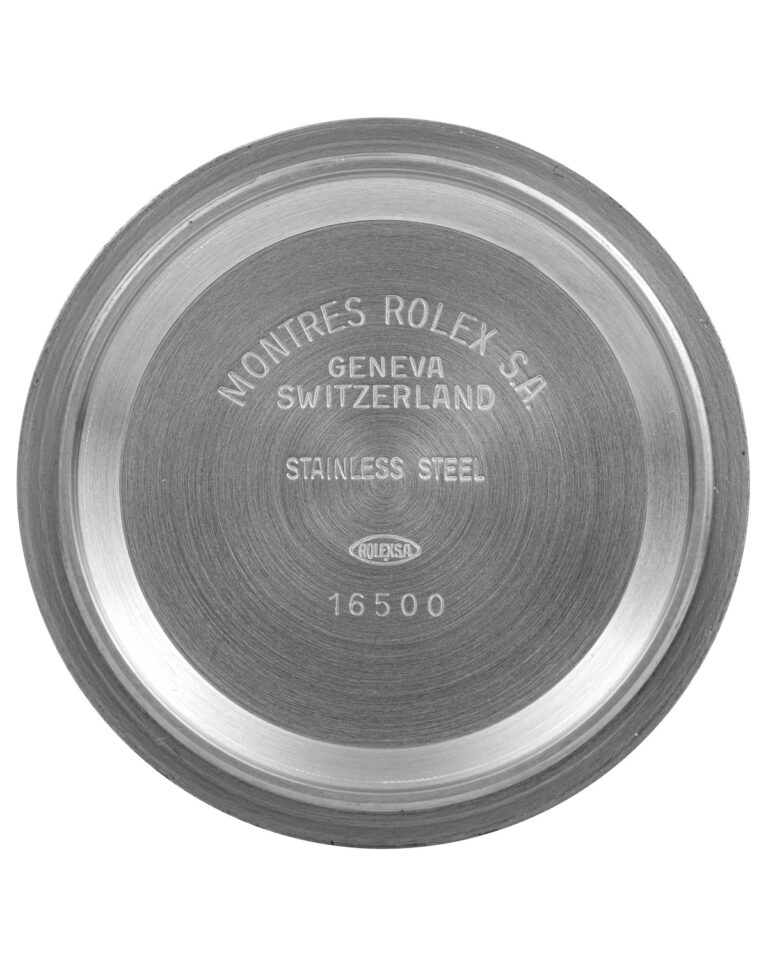 MONTRES ROLEX S.A.
GENEVA
SWITZERLAND
STAINLESS STEEL
ROLEXSA
16500